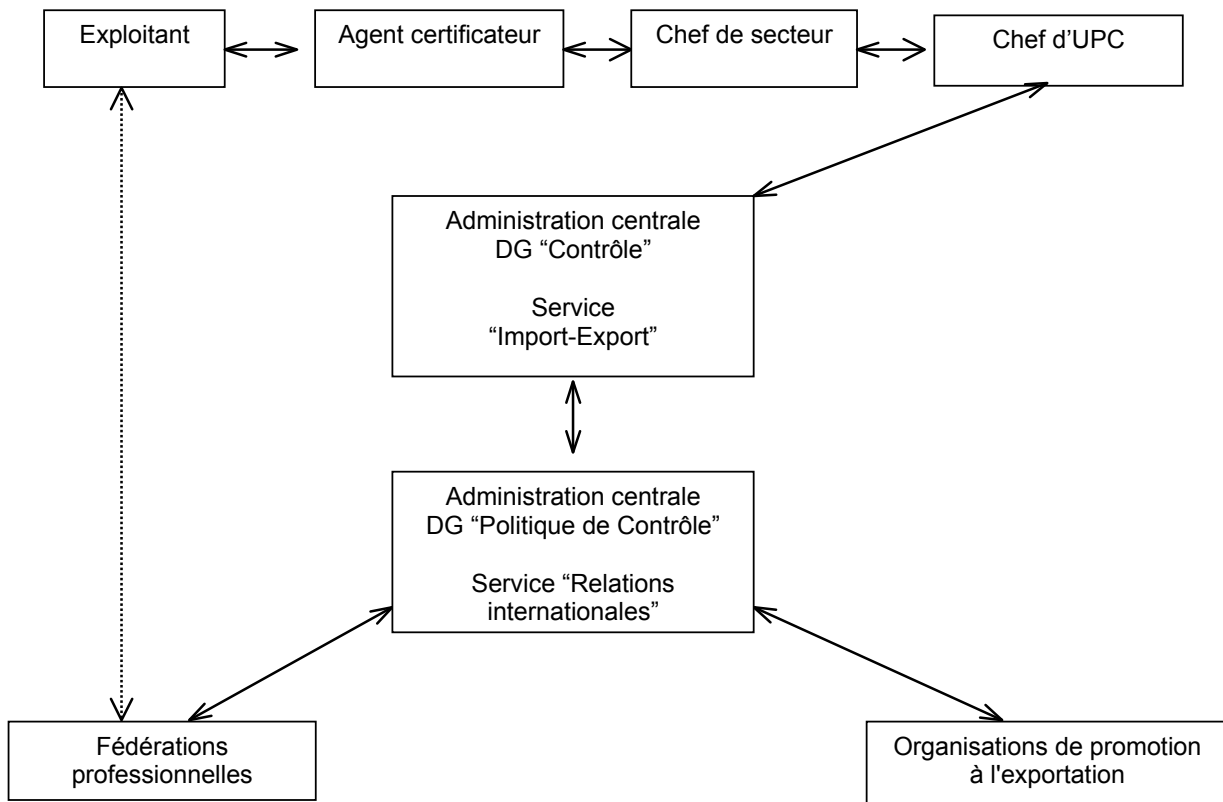 Exploitant
Agent certificateur
Chef de secteur
Chef d’UPC
Administration centrale
DG “Contrôle”
Service
“Import-Export”
Administration centrale
DG “Politique de Contrôle”
Service “Relations
internationales”
Fédérations
professionnelles
Organisations de promotion
à l'exportation